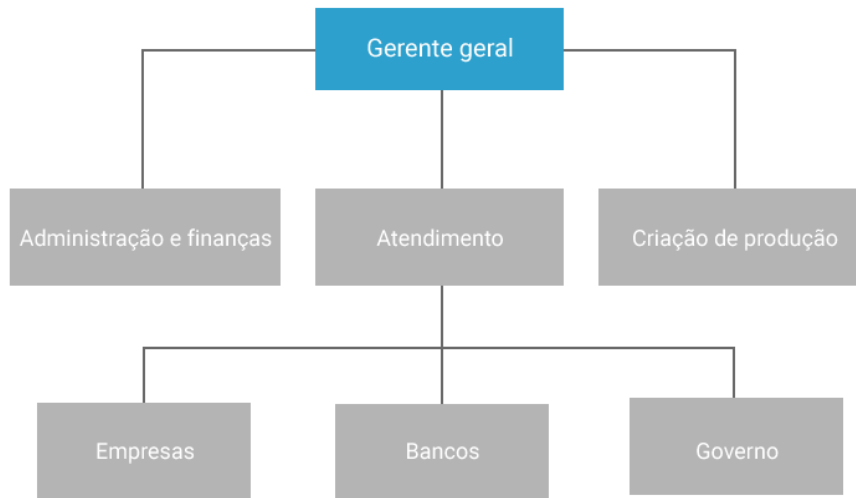 Gerente geral
Administração e finanças
Atendimento
Criação de produção
Empresas
Bancos
Governo